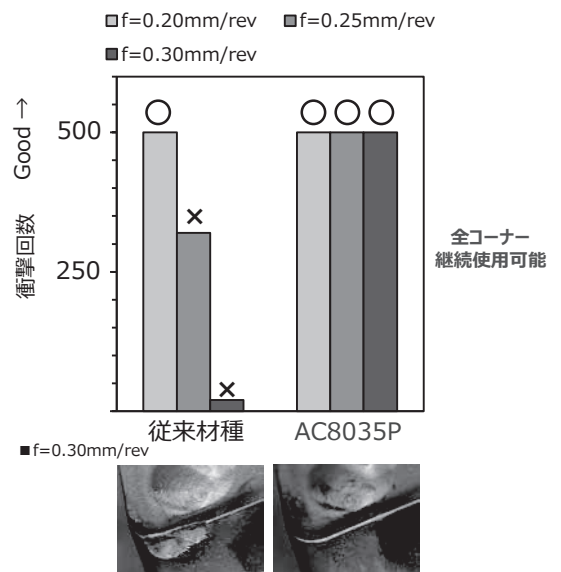 f=0.20mm/rev
f=0.25mm/rev
f=0.30mm/rev
Good →
衝撃回数
500
250
○
×
×
○○○
全コーナー
継続使用可能
従来材種
AC8035P
f=0.30mm/rev